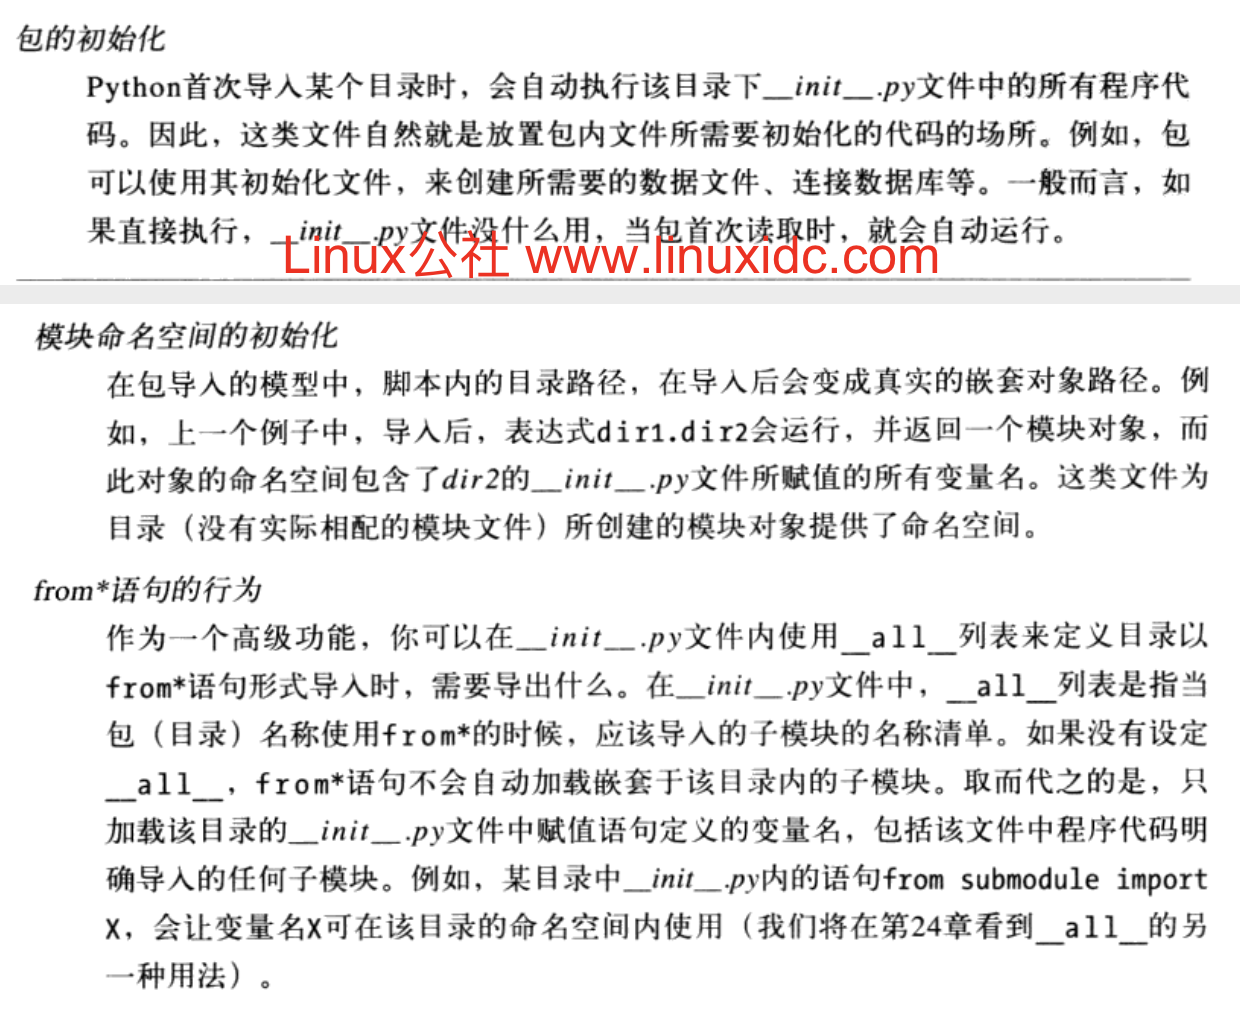 包的初始化
Python首次导入某个目录时，会自动执行该目录下__init__.py文件中的所有程序代
码。因此，这类文件自然就是放置包内文件所需要初始化的代码的场所。例如，包
可以使用其初始化文件，来创建所需要的数据文件、连接数据库等。一般而言，如
果直接执行，__init__.py文件没什么用，当包首次读取时，就会自动运行。
Linux公社 www.linuxidc.com
模块命名空间的初始化
在包导入的模型中，脚本内的目录路径，在导入后会变成真实的嵌套对象路径。例
如，上一个例子中，导入后，表达式dir1.dir2会运行，并返回一个模块对象，而
此对象的命名空间包含了dir2的__init__.py文件所赋值的所有变量名。这类文件为
目录（没有实际相配的模块文件）所创建的模块对象提供了命名空间。
from*语句的行为
作为一个高级功能，你可以在__init__.py文件内使用__all__列表来定义目录以
from*语句形式导入时，需要导出什么。在__init__.py文件中，__all__列表是指当
包（目录）名称使用from*的时候，应该导入的子模块的名称清单。如果没有设定
__all__，from*语句不会自动加载嵌套于该目录内的子模块。取而代之的是，只
加载该目录的__init__.py文件中赋值语句定义的变量名，包括该文件中程序代码明
确导入的任何子模块。例如，某目录中__init__.py内的语句from submodule import
X，会让变量名X可在该目录的命名空间内使用（我们将在第24章看到__all__的另
一种用法）。